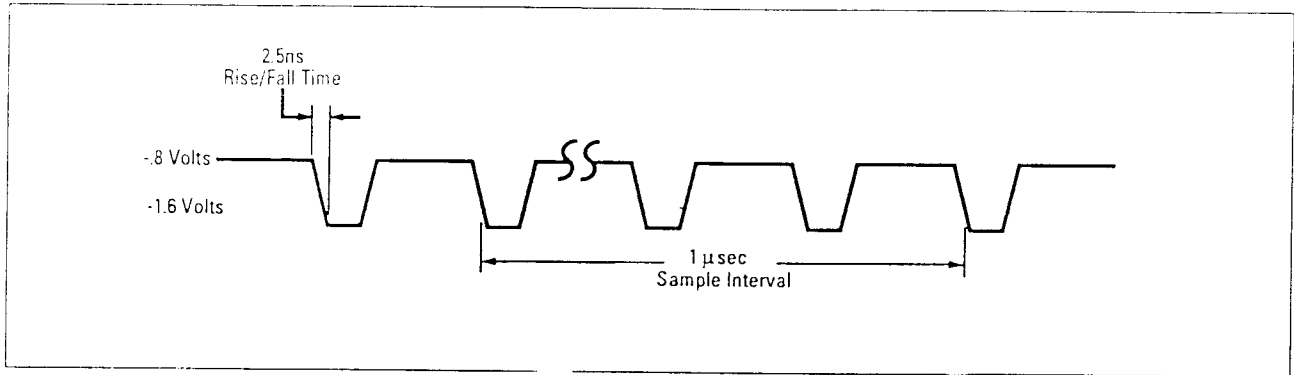 2.5ns
Rise/Fall Time
-.8 Volts
-1.6 Volts
1 μsec
Sample Interval